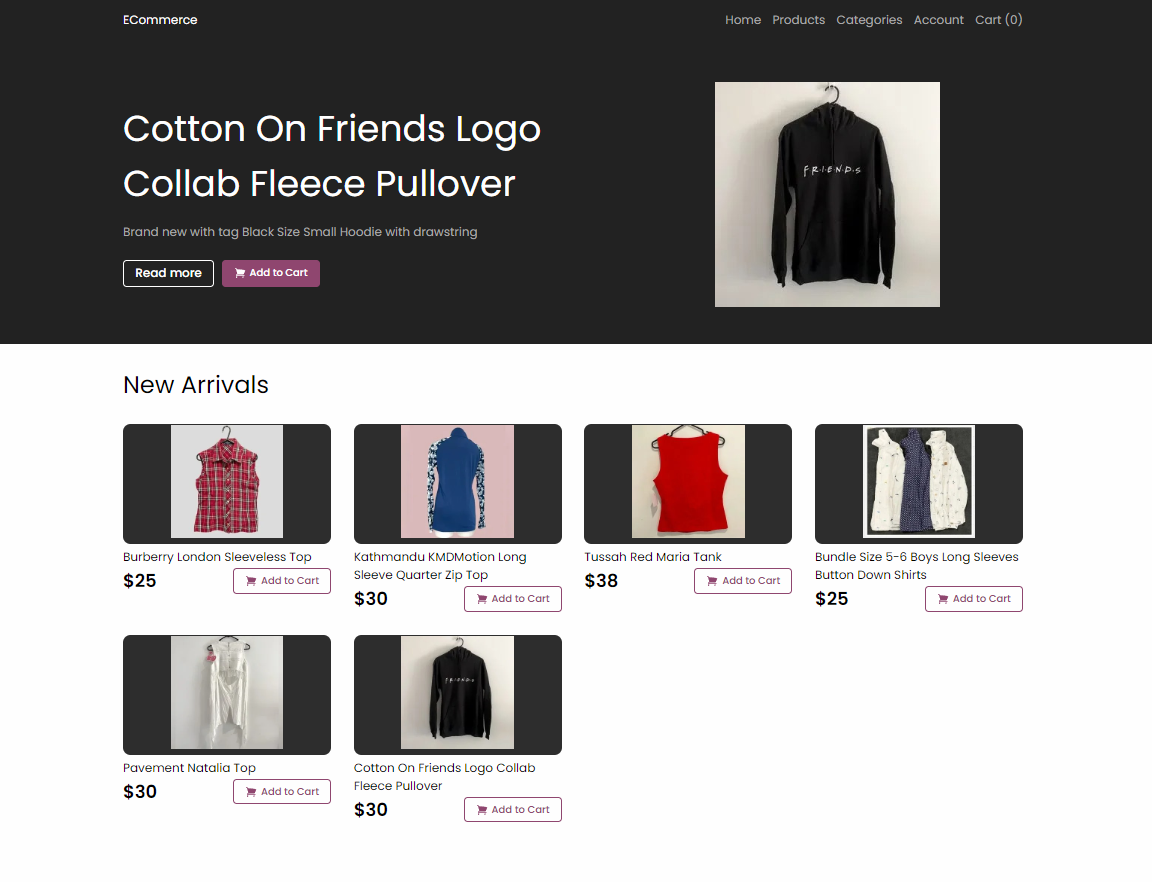 ECommerce
Home Products Categories Account Cart (0)
Cotton On Friends Logo
Collab Fleece Pullover
Brand new with tag Black Size Small Hoodie with drawstring
Read more Add to Cart
F·R·I·E·N·D·S
New Arrivals
Burberry London Sleeveless Top
$25 Add to Cart
Kathmandu KMDMotion Long
Sleeve Quarter Zip Top
$30 Add to Cart
Tussah Red Maria Tank
$38 Add to Cart
Bundle Size 5-6 Boys Long Sleeves
Button Down Shirts
$25 Add to Cart
Pavement Natalia Top
$30 Add to Cart
F·R·I·E·N·D·S
Cotton On Friends Logo Collab
Fleece Pullover
$30 Add to Cart